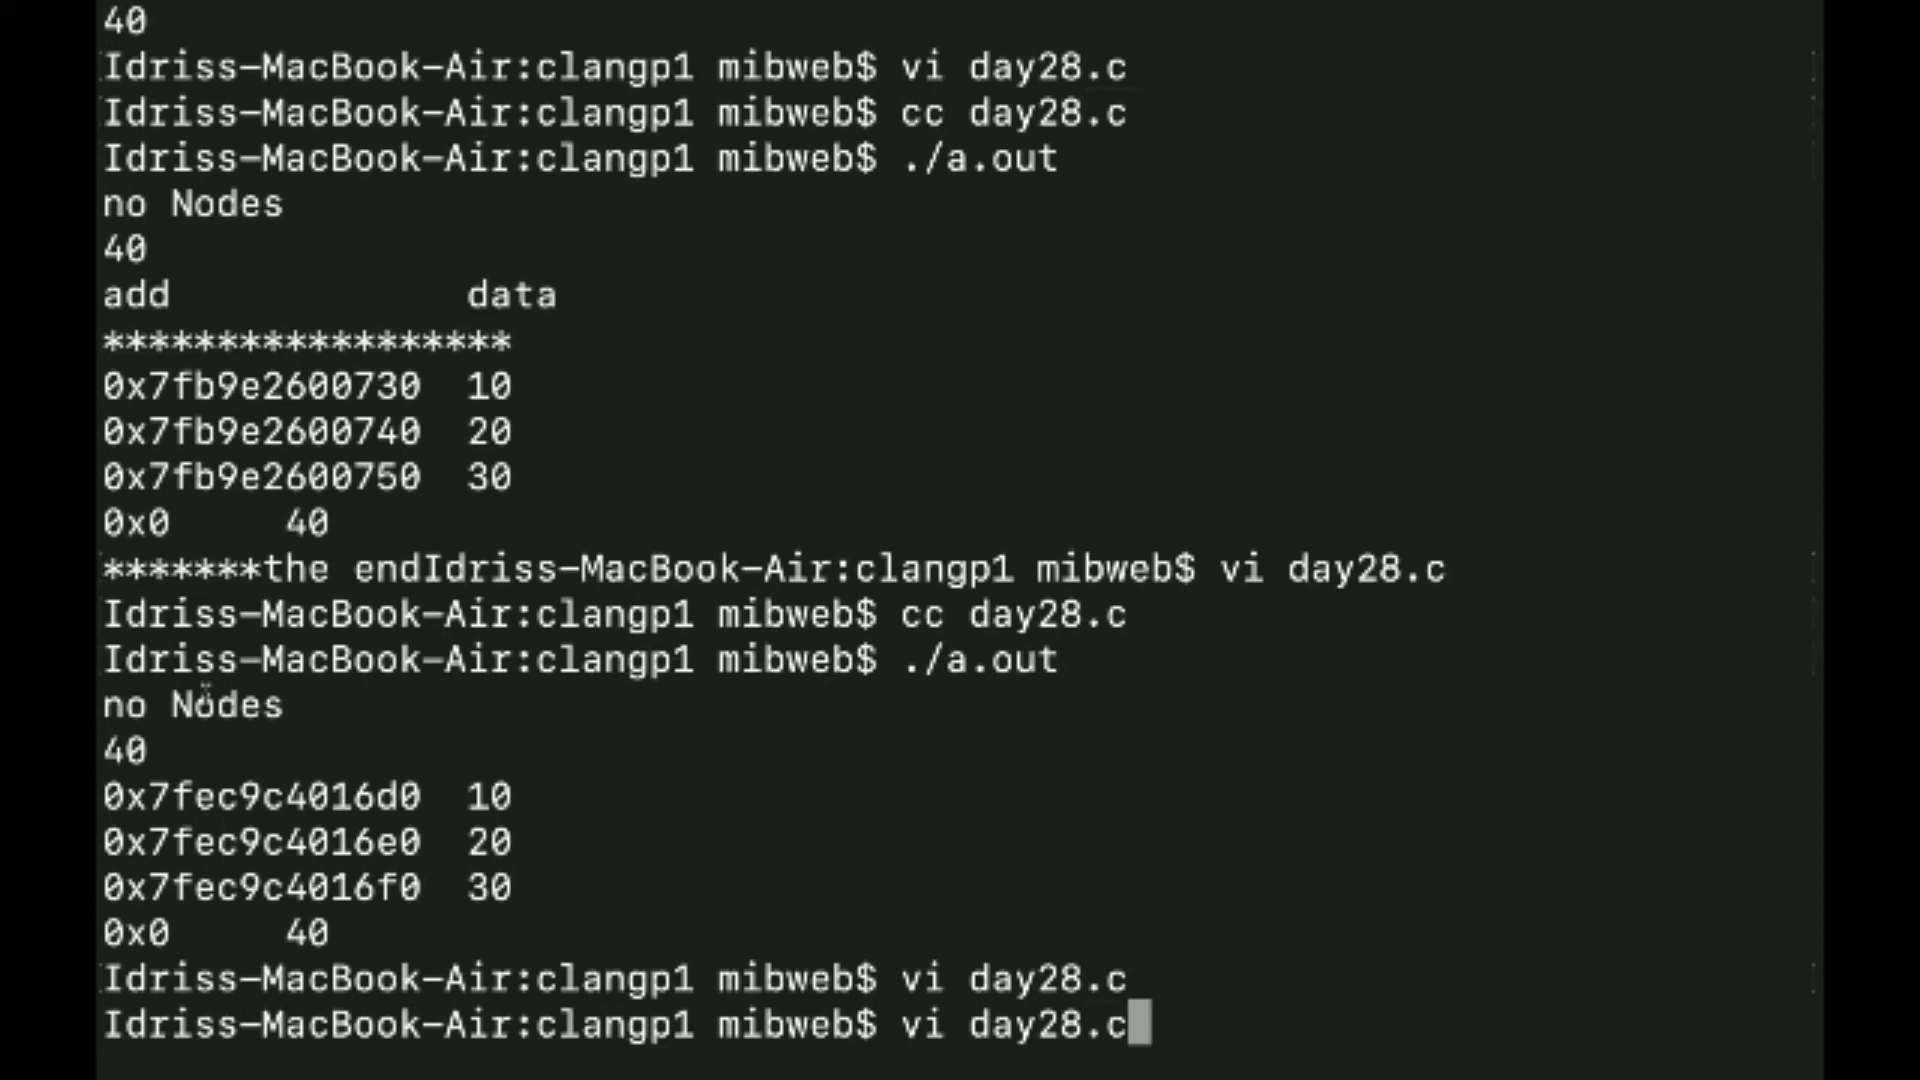 40
Idriss-MacBook-Air:clangp1 mibweb$ vi day28.c
Idriss-MacBook-Air:clangp1 mibweb$ cc day28.c
Idriss-MacBook-Air:clangp1 mibweb$ ./a.out
no Nodes
40
add data
******************
0x7fb9e2600730 10
0x7fb9e2600740 20
0x7fb9e2600750 30
0x0 40
*******the endIdriss-MacBook-Air:clangp1 mibweb$ vi day28.c
Idriss-MacBook-Air:clangp1 mibweb$ cc day28.c
Idriss-MacBook-Air:clangp1 mibweb$ ./a.out
no Nodes
40
0x7fec9c4016d0 10
0x7fec9c4016e0 20
0x7fec9c4016f0 30
0x0 40
Idriss-MacBook-Air:clangp1 mibweb$ vi day28.c
Idriss-MacBook-Air:clangp1 mibweb$ vi day28.c